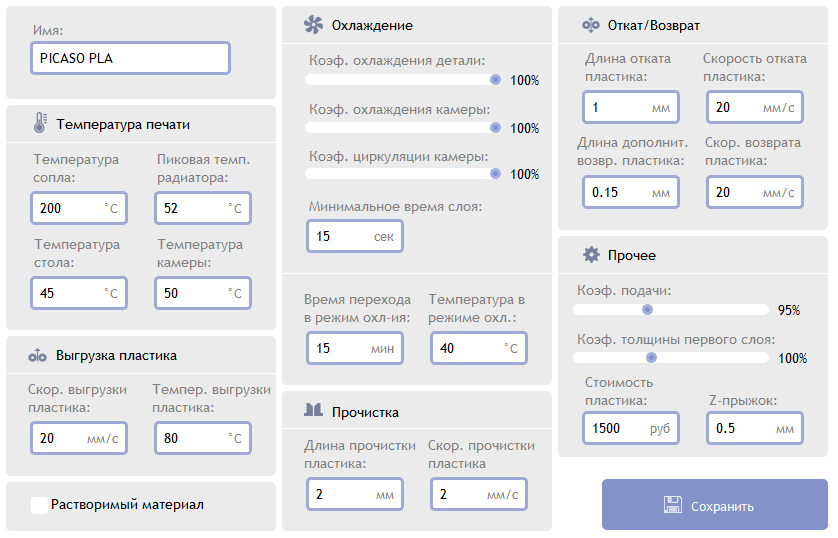 Имя:
PICASO PLA
Температура печати
Температура сопла:
200 °C
Пиковая темп. радиатора:
52 °C
Температура стола:
45 °C
Температура камеры:
50 °C
Выгрузка пластика
Скор. выгрузки пластика:
20 мм/с
Темпер. выгрузки пластика:
80 °C
Растворимый материал
Охлаждение
Коэф. охлаждения детали:
100%
Коэф. охлаждения камеры:
100%
Коэф. циркуляции камеры:
100%
Минимальное время слоя:
15 сек
Время перехода в режим охл-ия:
15 мин
Температура в режиме охл.:
40 °C
Прочистка
Длина прочистки пластика:
2 мм
Скор. прочистки пластика
2 мм/с
Откат/Возврат
Длина отката пластика:
1 мм
Скорость отката пластика:
20 мм/с
Длина дополнит. возвр. пластика:
0.15 мм
Скор. возврата пластика:
20 мм/с
Прочее
Коэф. подачи:
95%
Коэф. толщины первого слоя:
100%
Стоимость пластика:
1500 руб
Z-прыжок:
0.5 мм
Сохранить